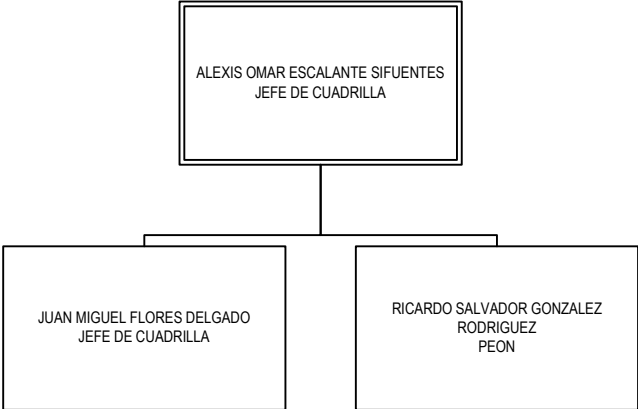 ALEXIS OMAR ESCALANTE SIFUENTES
JEFE DE CUADRILLA
JUAN MIGUEL FLORES DELGADO
JEFE DE CUADRILLA
RICARDO SALVADOR GONZALEZ
RODRIGUEZ
PEON